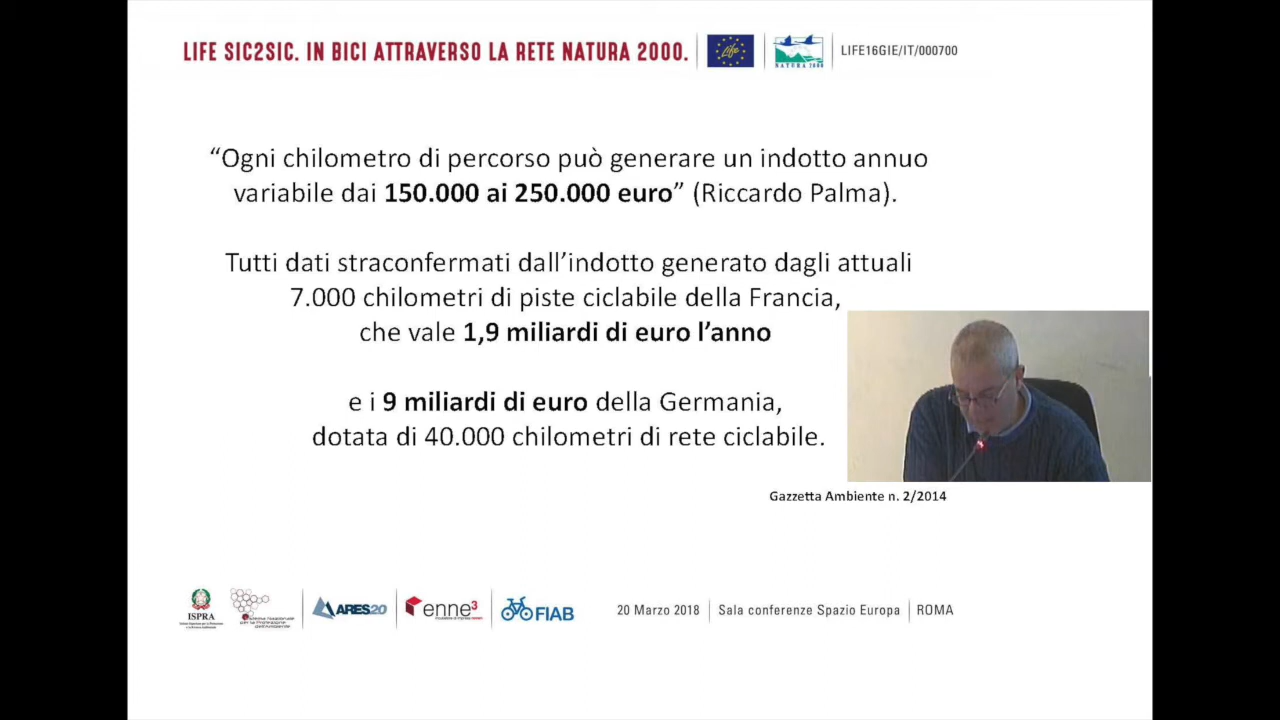 LIFE SIC2SIC. IN BICI ATTRAVERSO LA RETE NATURA 2000.
Life
NATURA 2000
LIFE16GIE/IT/000700
“Ogni chilometro di percorso può generare un indotto annuo
variabile dai 150.000 ai 250.000 euro” (Riccardo Palma).
Tutti dati straconfermati dall’indotto generato dagli attuali
7.000 chilometri di piste ciclabile della Francia,
che vale 1,9 miliardi di euro l’anno
e i 9 miliardi di euro della Germania,
dotata di 40.000 chilometri di rete ciclabile.
Gazzetta Ambiente n. 2/2014
ISPRA
ARES20
enne3
FIAB
20 Marzo 2018
Sala conferenze Spazio Europa
ROMA